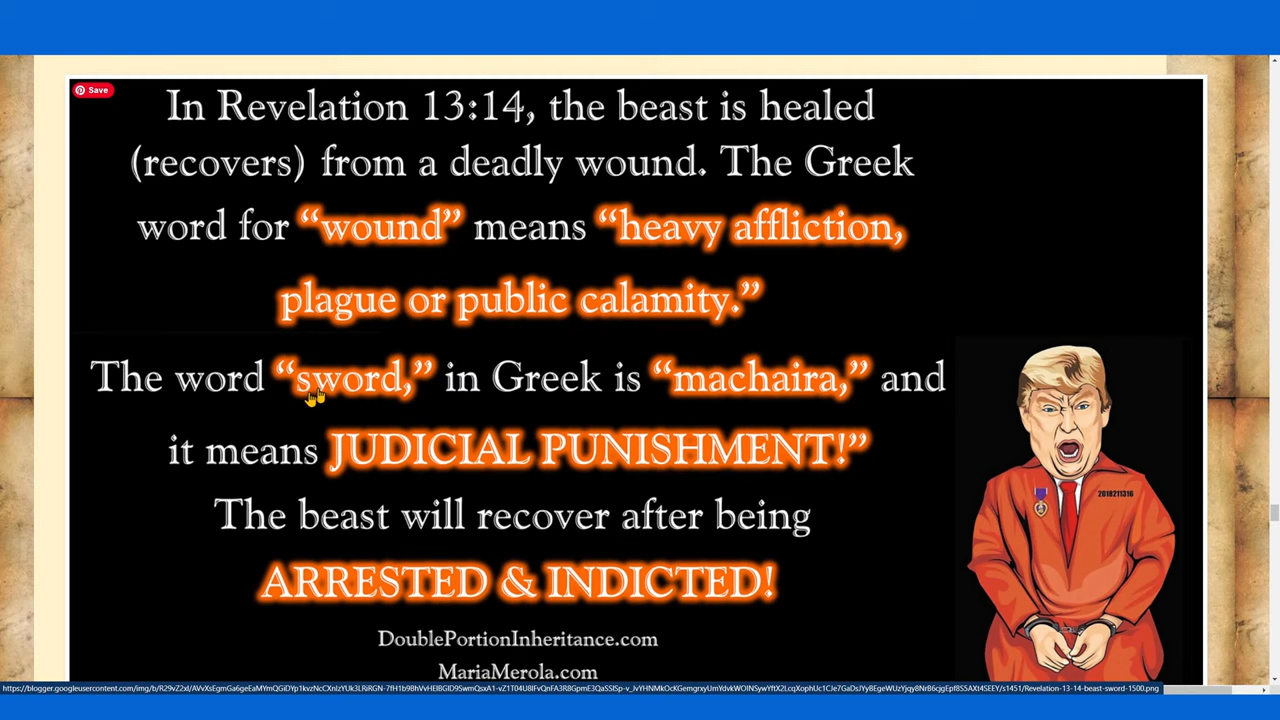 Save
In Revelation 13:14, the beast is healed
(recovers) from a deadly wound. The Greek
word for “wound” means “heavy affliction,
plague or public calamity.”
The word “sword,” in Greek is “machaira,” and
it means JUDICIAL PUNISHMENT!”
The beast will recover after being
ARRESTED & INDICTED!
2018211316
DoublePortionInheritance.com
MariaMerola.com